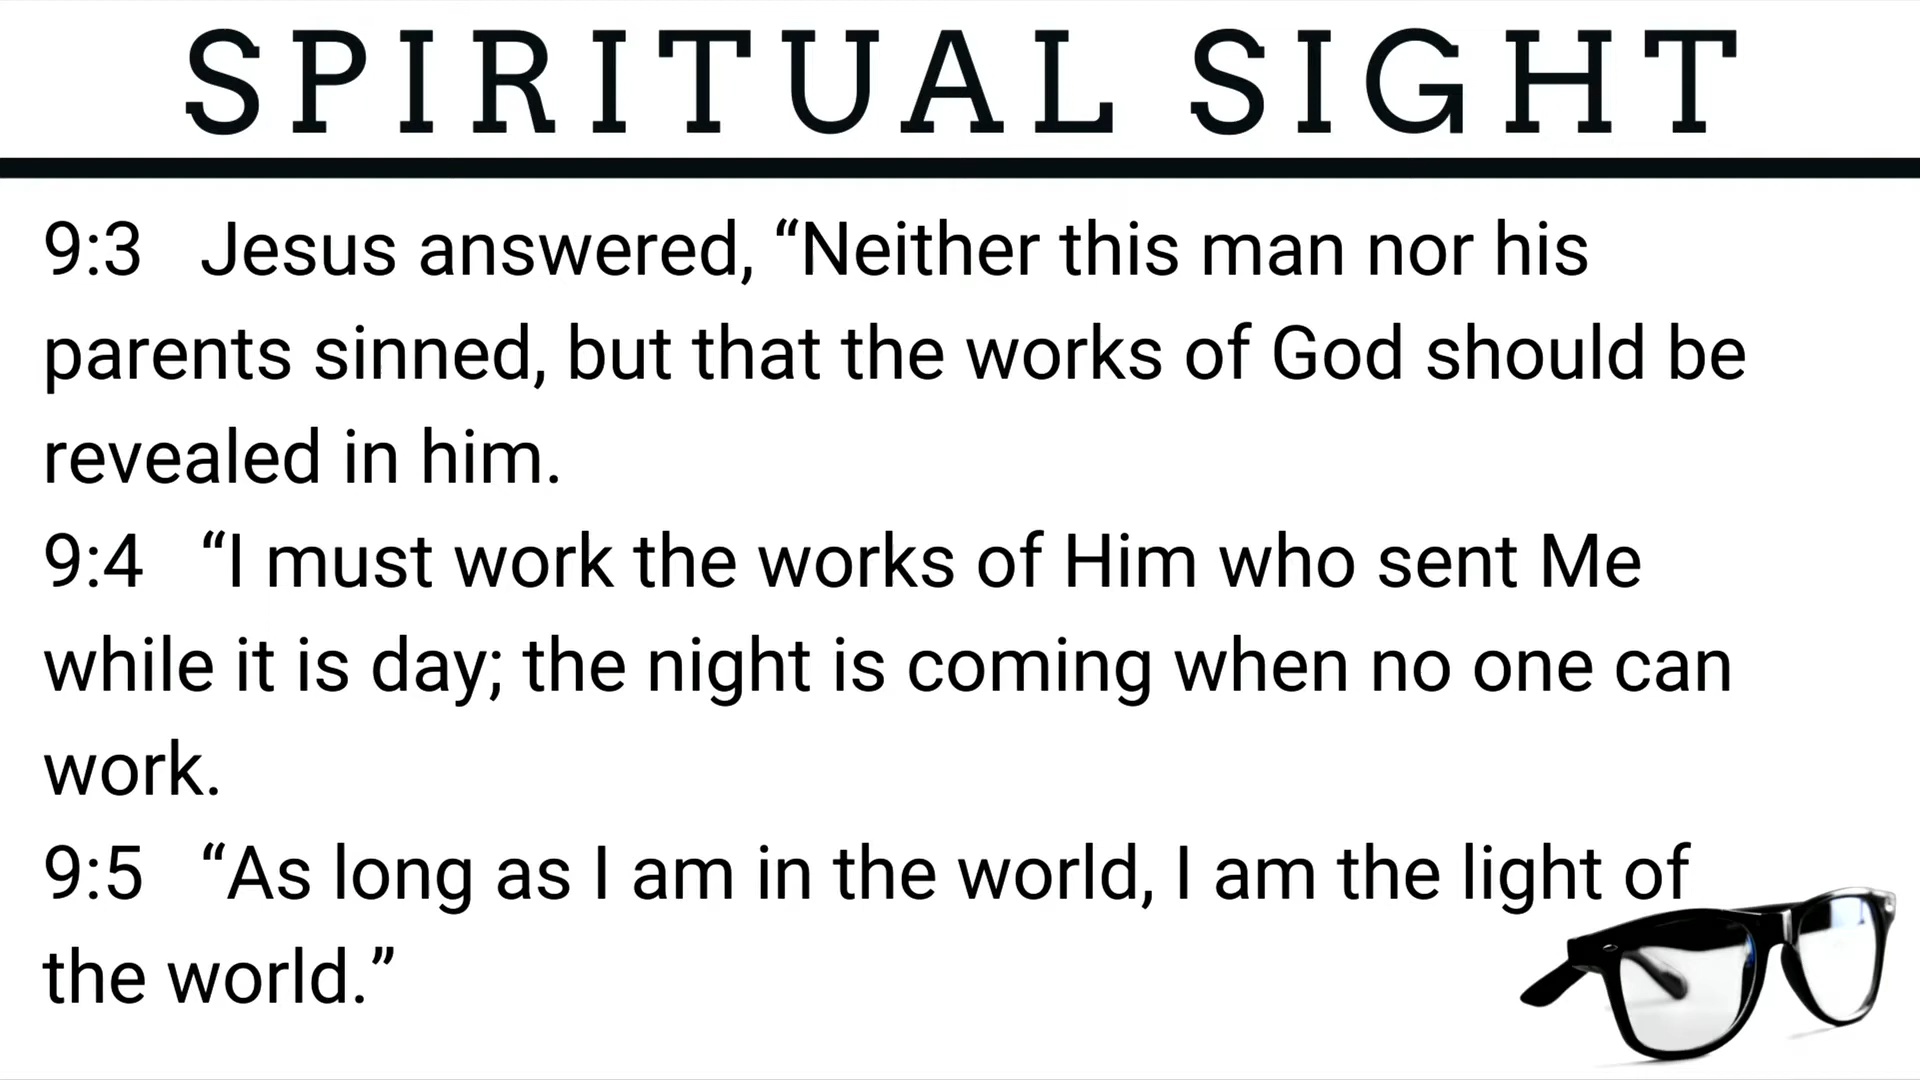 SPIRITUAL SIGHT
9:3 Jesus answered, “Neither this man nor his
parents sinned, but that the works of God should be
revealed in him.
9:4 “I must work the works of Him who sent Me
while it is day; the night is coming when no one can
work.
9:5 “As long as I am in the world, I am the light of
the world.”